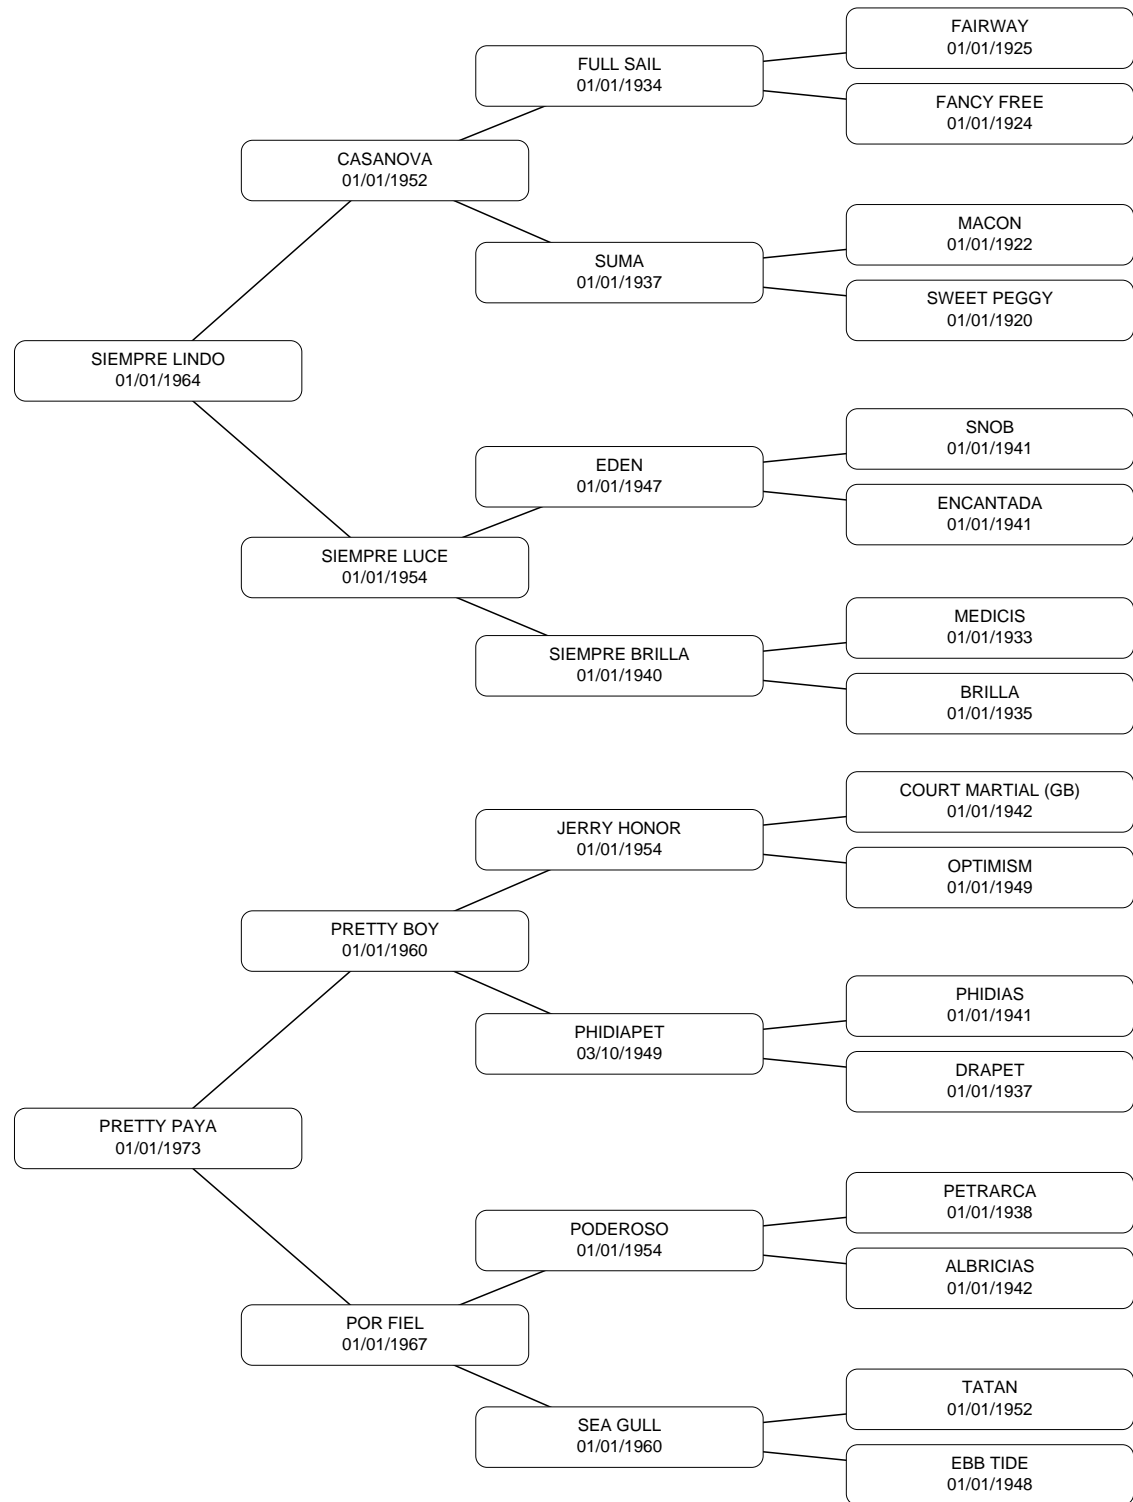 FAIRWAY
01/01/1925
FULL SAIL
01/01/1934
FANCY FREE
01/01/1924
CASANOVA
01/01/1952
MACON
01/01/1922
SUMA
01/01/1937
SWEET PEGGY
01/01/1920
SIEMPRE LINDO
01/01/1964
SNOB
01/01/1941
EDEN
01/01/1947
ENCANTADA
01/01/1941
SIEMPRE LUCE
01/01/1954
MEDICIS
01/01/1933
SIEMPRE BRILLA
01/01/1940
BRILLA
01/01/1935
COURT MARTIAL (GB)
01/01/1942
JERRY HONOR
01/01/1954
OPTIMISM
01/01/1949
PRETTY BOY
01/01/1960
PHIDIAS
01/01/1941
PHIDIAPET
03/10/1949
DRAPET
01/01/1937
PRETTY PAYA
01/01/1973
PETRARCA
01/01/1938
PODEROSO
01/01/1954
ALBRICIAS
01/01/1942
POR FIEL
01/01/1967
TATAN
01/01/1952
SEA GULL
01/01/1960
EBB TIDE
01/01/1948